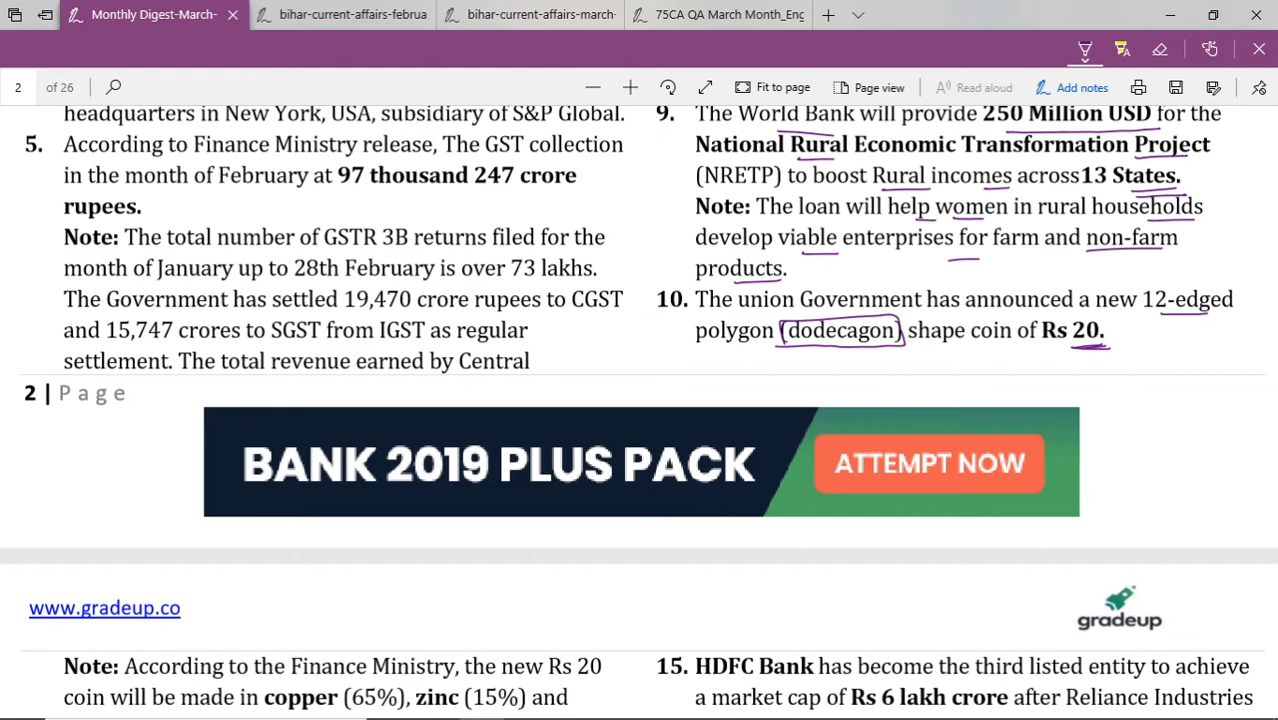 Monthly Digest-March-
bihar-current-affairs-februa
bihar-current-affairs-march-
75CA QA March Month_Eng
2 of 26
Fit to page
Page view
Read aloud
Add notes
headquarters in New York, USA, subsidiary of S&P Global.
5. According to Finance Ministry release, The GST collection
in the month of February at 97 thousand 247 crore
rupees.
Note: The total number of GSTR 3B returns filed for the
month of January up to 28th February is over 73 lakhs.
The Government has settled 19,470 crore rupees to CGST
and 15,747 crores to SGST from IGST as regular
settlement. The total revenue earned by Central
9. The World Bank will provide 250 Million USD for the
National Rural Economic Transformation Project
(NRETP) to boost Rural incomes across13 States.
Note: The loan will help women in rural households
develop viable enterprises for farm and non-farm
products.
10. The union Government has announced a new 12-edged
polygon (dodecagon) shape coin of Rs 20.
2 | Page
BANK 2019 PLUS PACK
ATTEMPT NOW
www.gradeup.co
gradeup
Note: According to the Finance Ministry, the new Rs 20
coin will be made in copper (65%), zinc (15%) and
15. HDFC Bank has become the third listed entity to achieve
a market cap of Rs 6 lakh crore after Reliance Industries